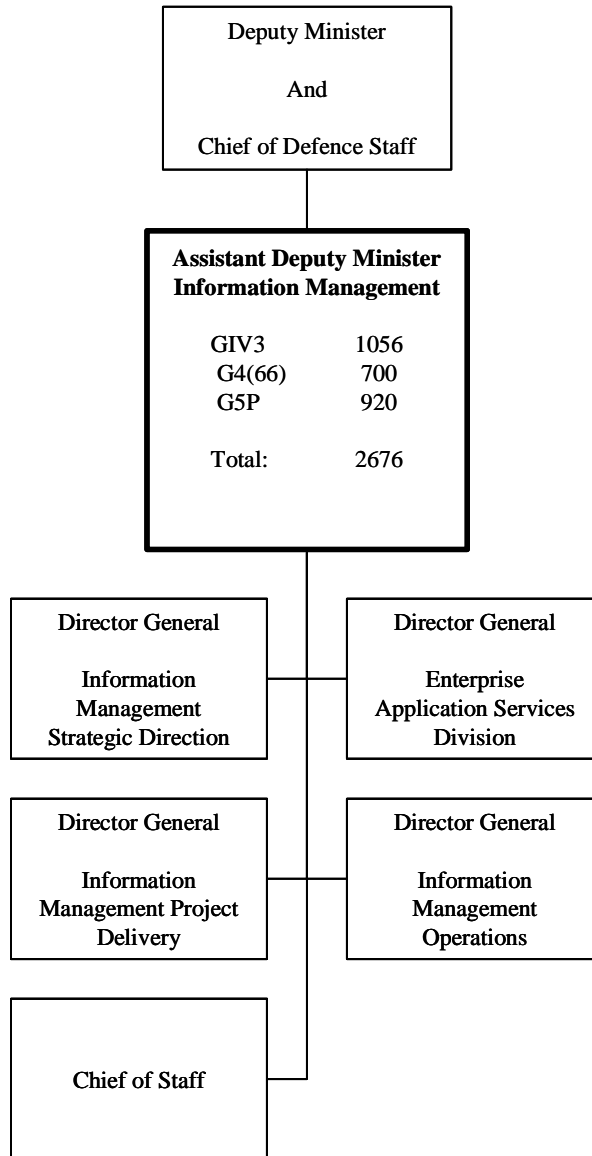 Deputy Minister
And
Chief of Defence Staff
Assistant Deputy Minister
Information Management
GIV3 1056
G4(66) 700
G5P 920
Total: 2676
Director General
Information
Management
Strategic Direction
Director General
Enterprise
Application Services
Division
Director General
Information
Management Project
Delivery
Director General
Information
Management
Operations
Chief of Staff